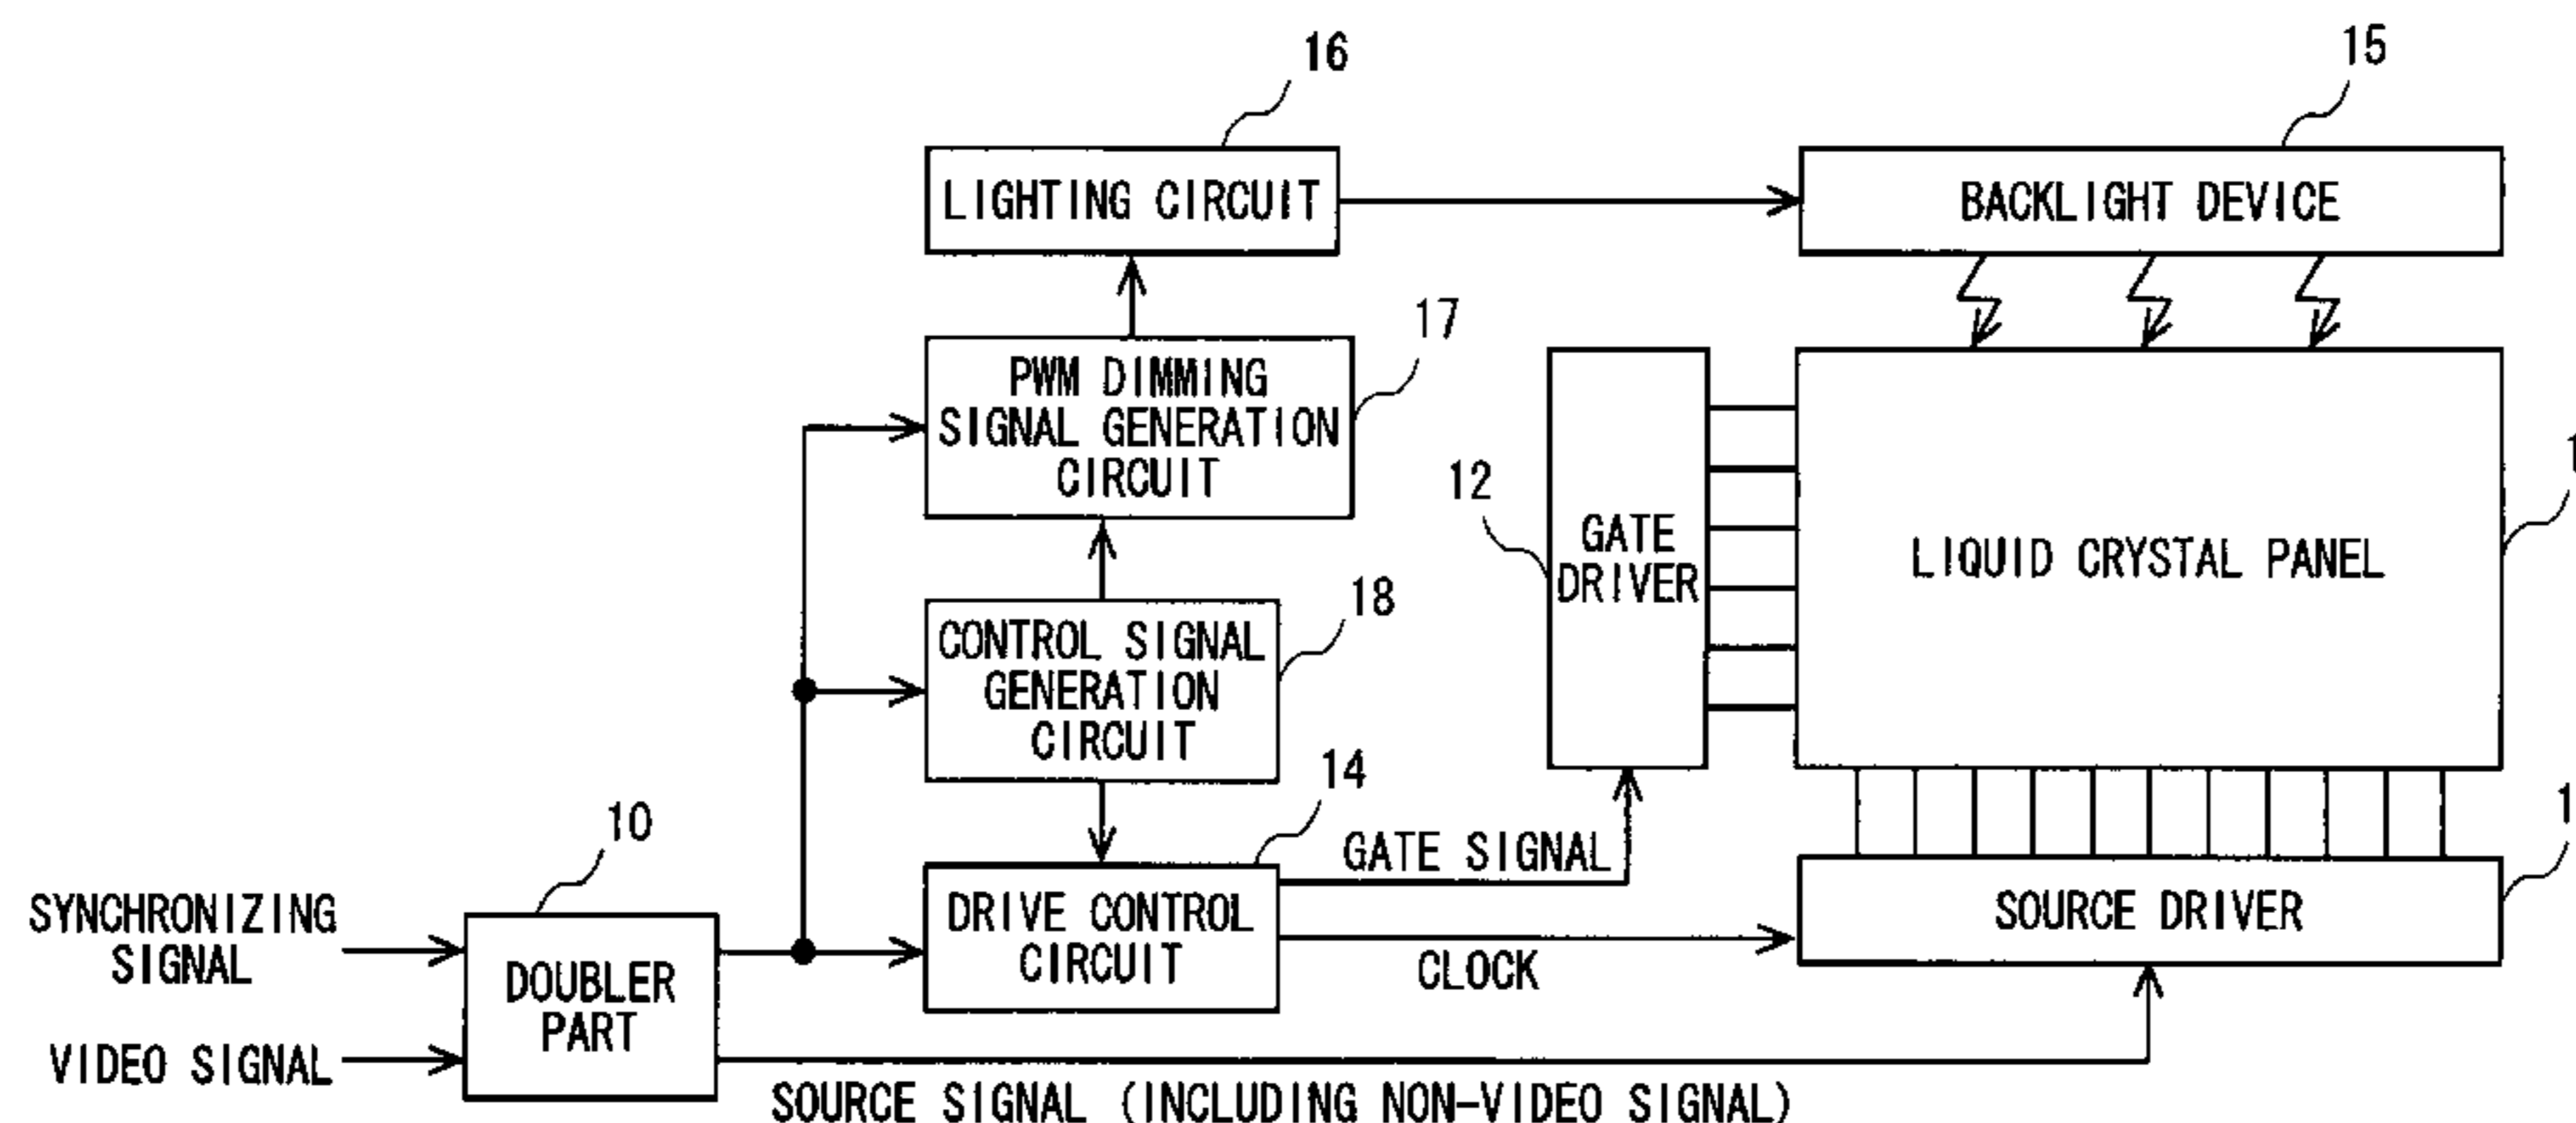 16
15
LIGHTING CIRCUIT
BACKLIGHT DEVICE
17
PWM DIMMING
SIGNAL GENERATION
CIRCUIT
12
GATE
DRIVER
LIQUID CRYSTAL PANEL
18
CONTROL SIGNAL
GENERATION
CIRCUIT
14
10
GATE SIGNAL
SYNCHRONIZING
SIGNAL
DOUBLER
PART
DRIVE CONTROL
CIRCUIT
CLOCK
SOURCE DRIVER
VIDEO SIGNAL
SOURCE SIGNAL (INCLUDING NON-VIDEO SIGNAL)